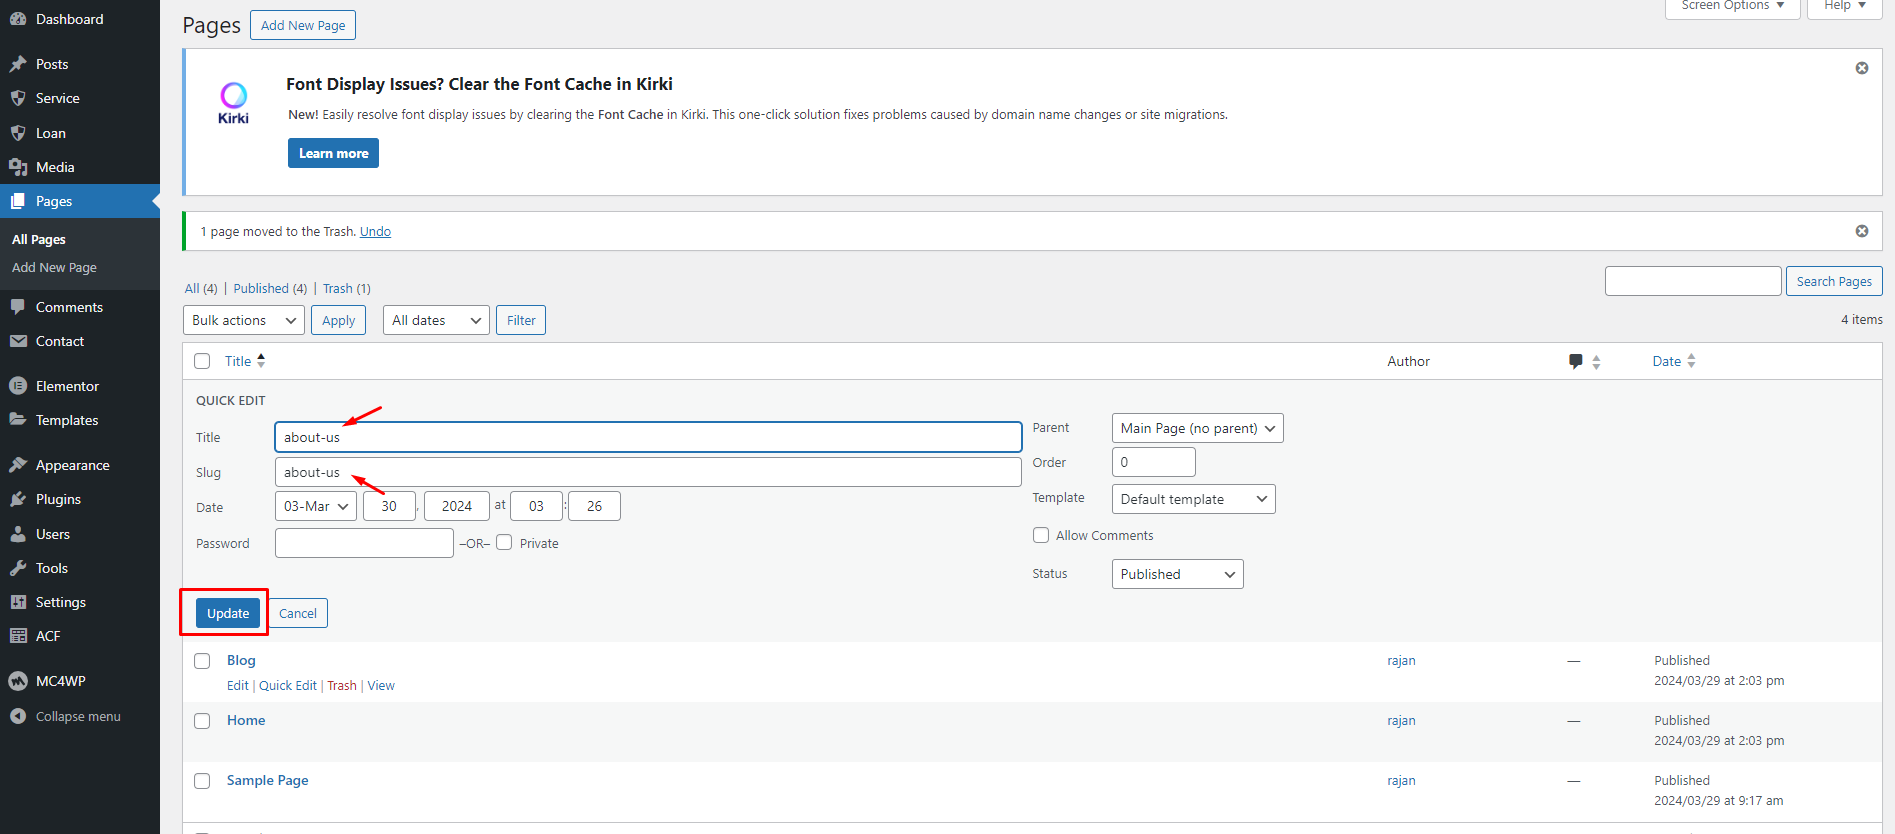 Dashboard
Posts
Service
Loan
Media
Pages
All Pages
Add New Page
Comments
Contact
Elementor
Templates
Appearance
Plugins
Users
Tools
Settings
ACF
MC4WP
Collapse menu
Screen Options
Help
Pages
Add New Page
Kirki
Font Display Issues? Clear the Font Cache in Kirki
New! Easily resolve font display issues by clearing the Font Cache in Kirki. This one-click solution fixes problems caused by domain name changes or site migrations.
Learn more
1 page moved to the Trash. Undo
All (4) | Published (4) | Trash (1)
Search Pages
Bulk actions Apply All dates Filter
4 items
Title Author Date
QUICK EDIT
Title about-us
Slug about-us
Date 03-Mar 30, 2024 at 03 : 26
Password –OR– Private
Parent Main Page (no parent)
Order 0
Template Default template
Allow Comments
Status Published
Update Cancel
Blog rajan — Published
Edit | Quick Edit | Trash | View 2024/03/29 at 2:03 pm
Home rajan — Published
2024/03/29 at 2:03 pm
Sample Page rajan — Published
2024/03/29 at 9:17 am